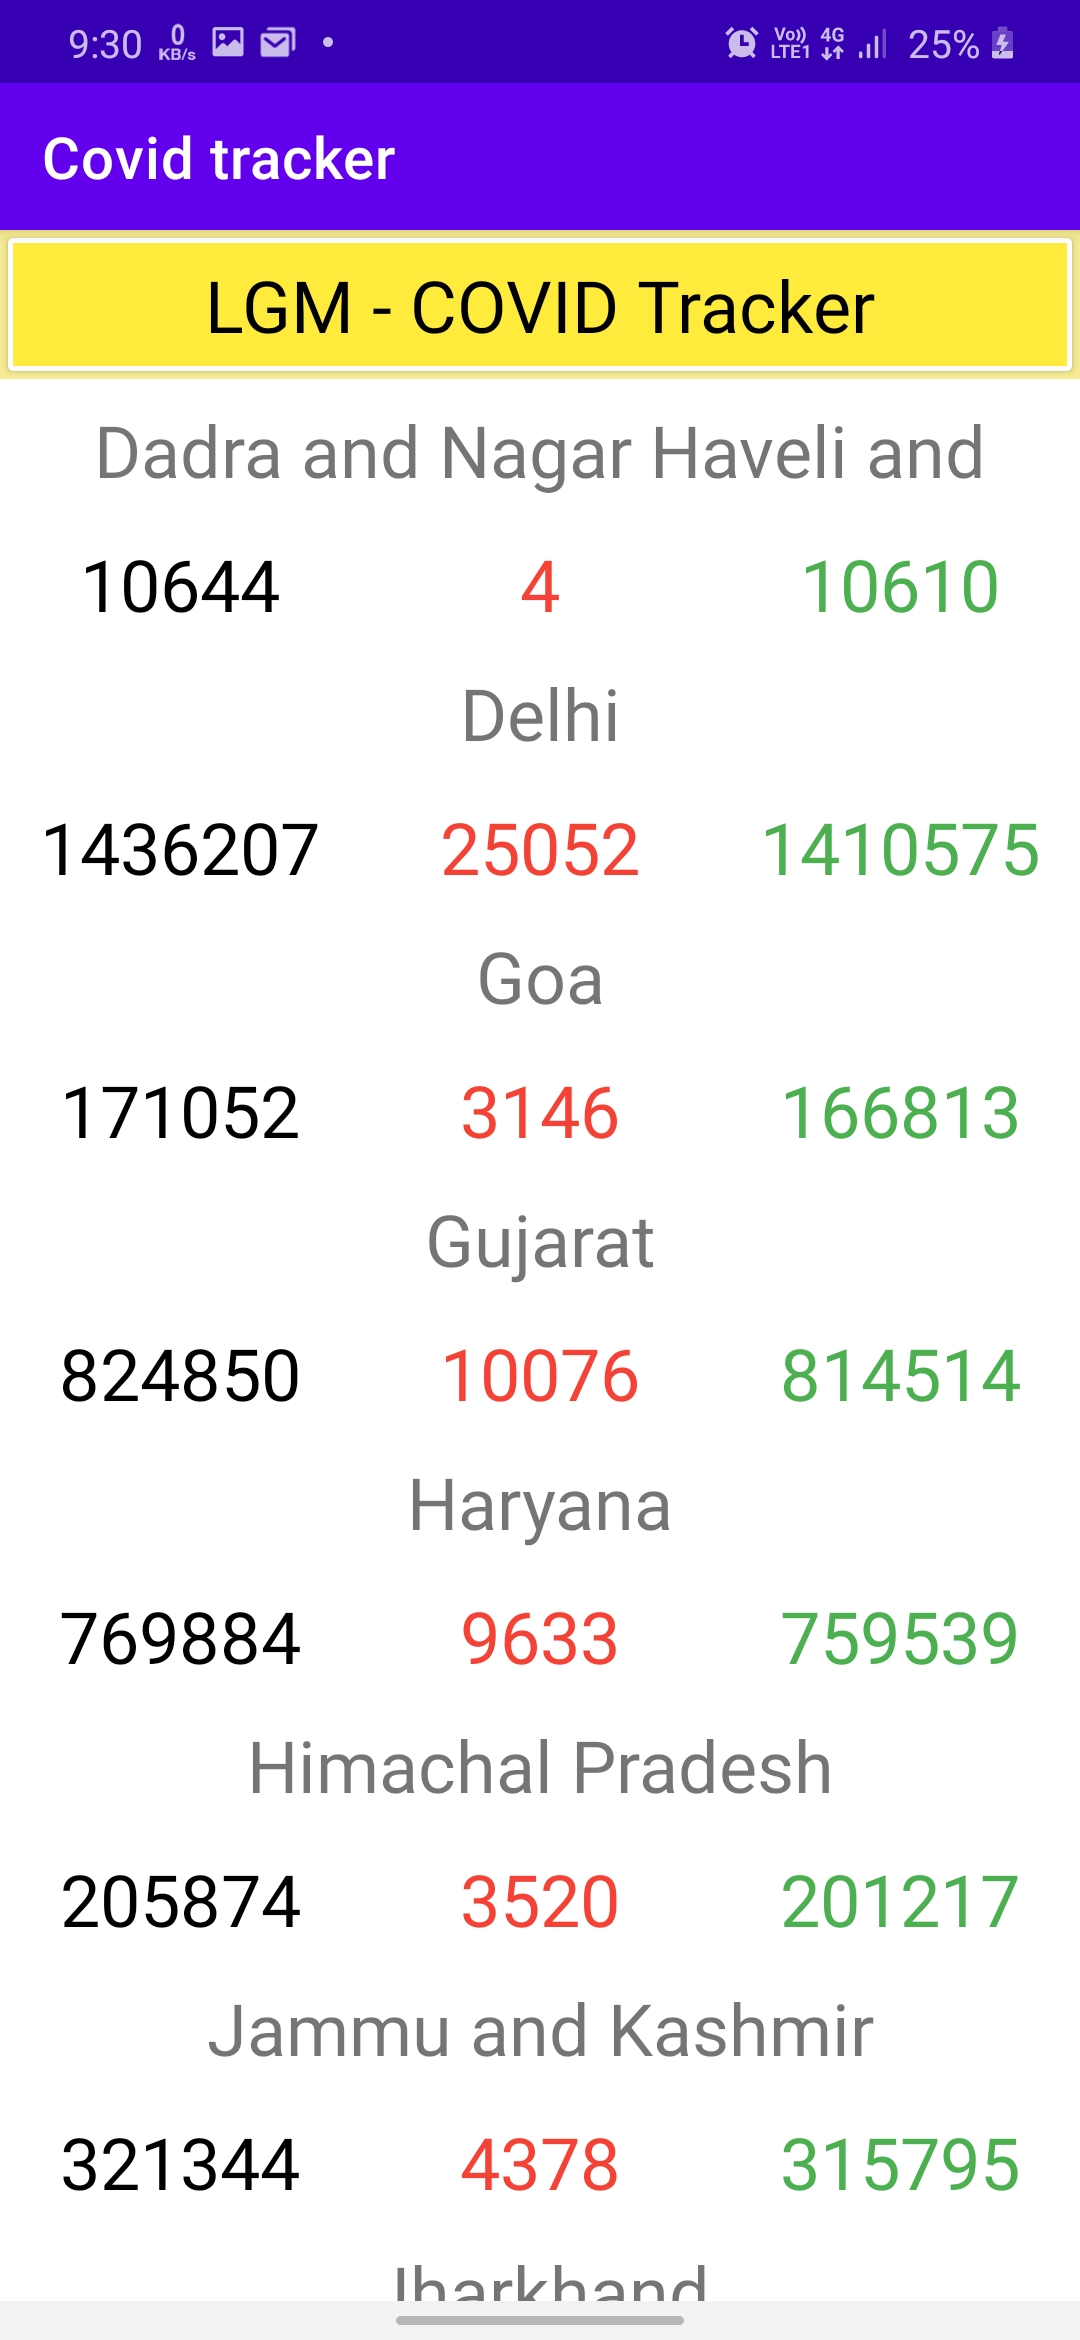 9:30 0 KB/s Vo)) LTE1 4G 25%
Covid tracker
LGM - COVID Tracker
Dadra and Nagar Haveli and
10644 4 10610
Delhi
1436207 25052 1410575
Goa
171052 3146 166813
Gujarat
824850 10076 814514
Haryana
769884 9633 759539
Himachal Pradesh
205874 3520 201217
Jammu and Kashmir
321344 4378 315795
Jharkhand